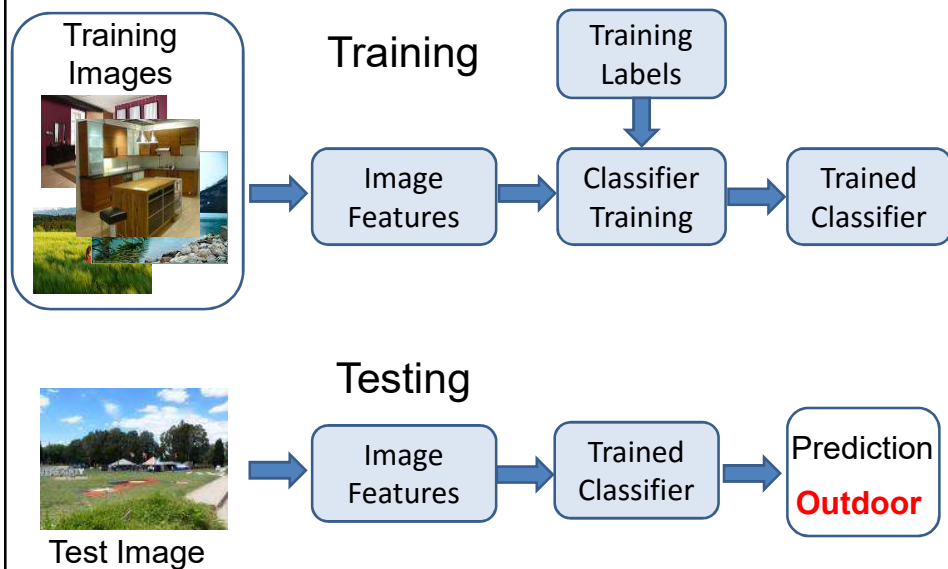 Training
Images
Training
Training
Labels
Image
Features
Classifier
Training
Trained
Classifier
Testing
Image
Features
Trained
Classifier
Prediction
Outdoor
Test Image